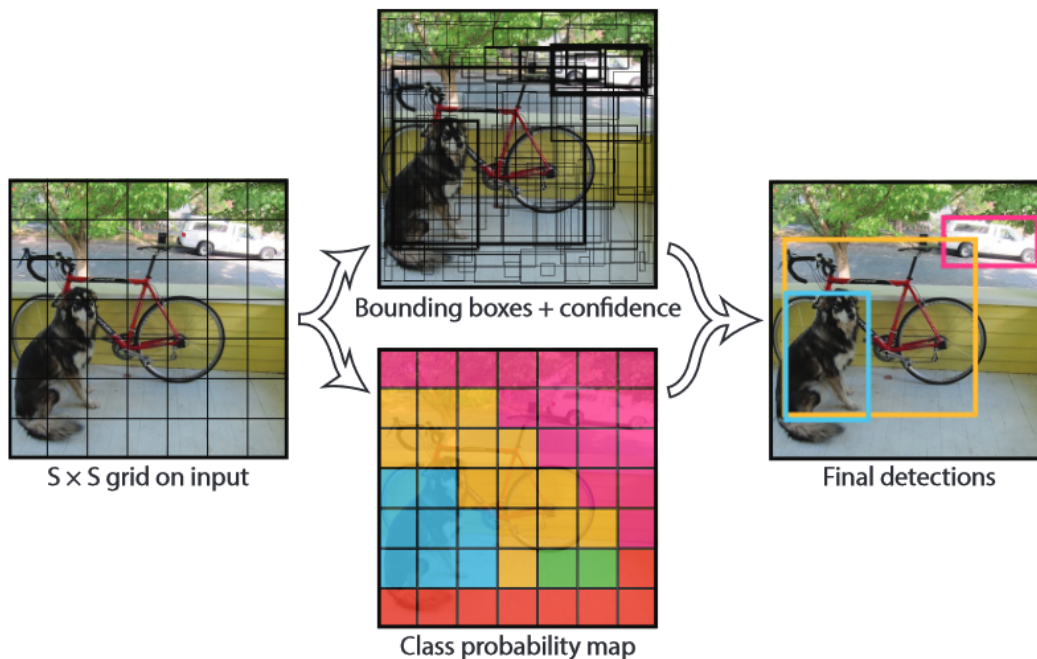 S × S grid on input
Bounding boxes + confidence
Class probability map
Final detections